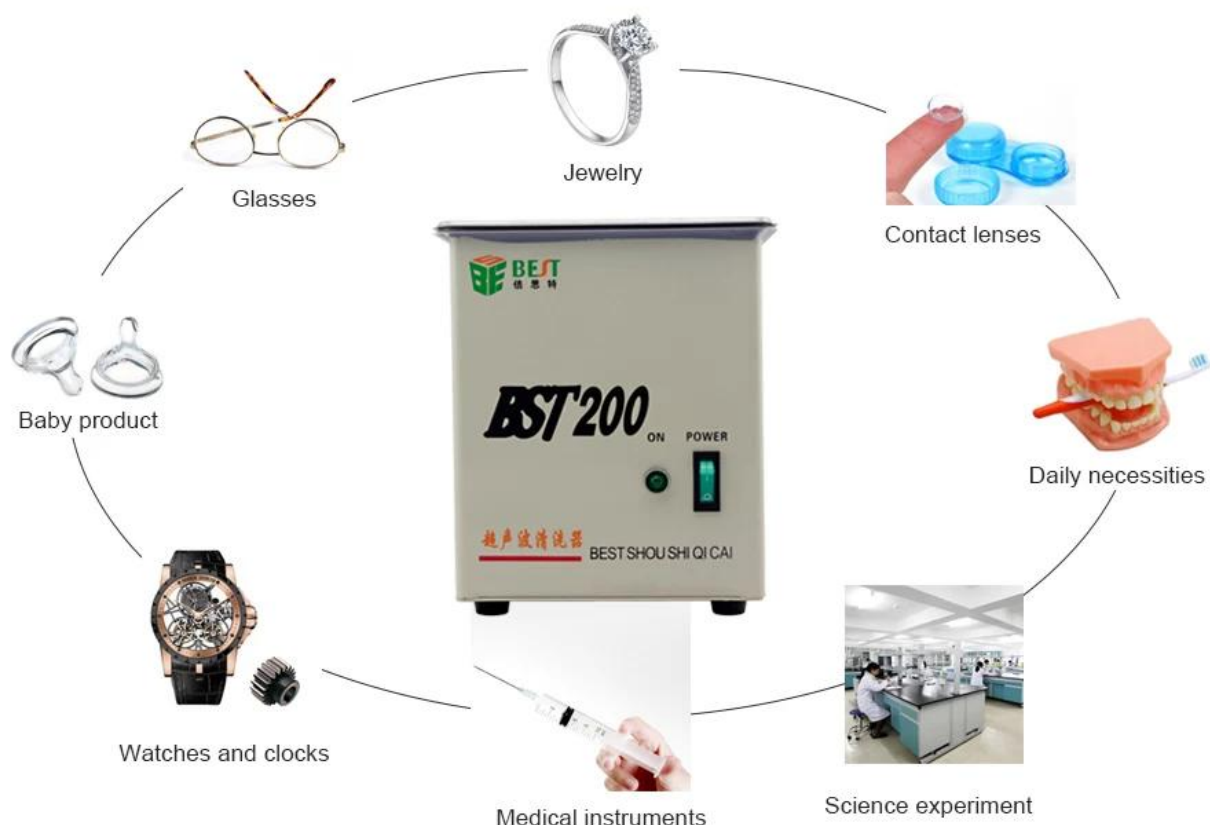 Jewelry
Glasses
Contact lenses
BEST
倍思特
Baby product
BST200
ON POWER
Daily necessities
超声波清洗器
BEST SHOU SHI QI CAI
Watches and clocks
Medical instruments
Science experiment